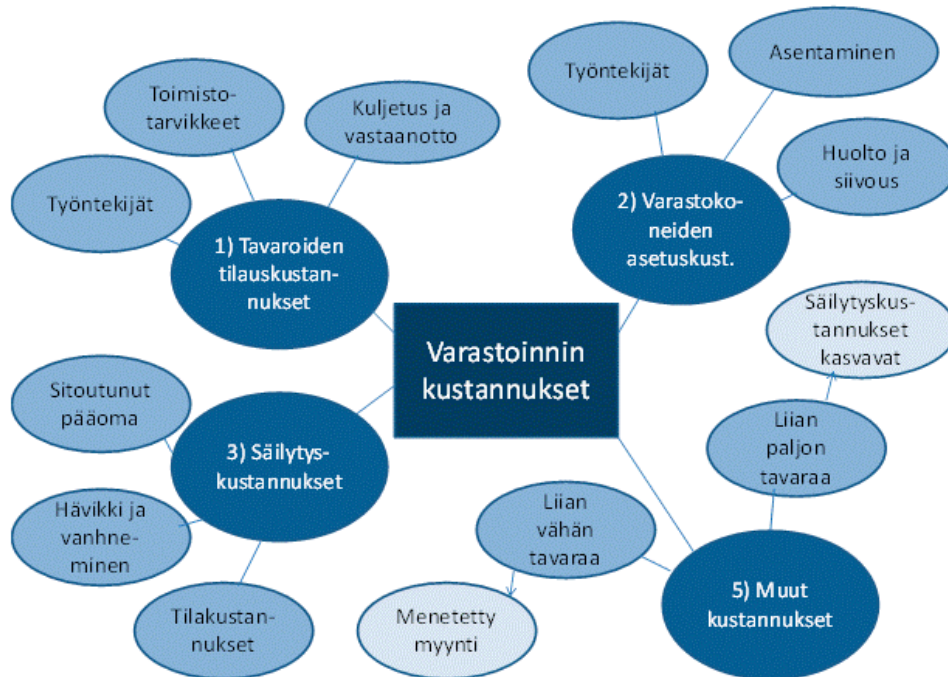 Toimisto-
tarvikkeet
Kuljetus ja
vastaanotto
Työntekijät
1) Tavaroiden
tilauskustan-
nukset
Työntekijät
Asentaminen
Huolto ja
siivous
2) Varastoko-
neiden
asetuskust.
Varastoinnin
kustannukset
Sitoutunut
pääoma
3) Säilytys-
kustannukset
Hävikki ja
vanhne-
minen
Tilakustan-
nukset
Säilytyskus-
tannukset
kasvavat
Liian
paljon
tavaraa
Liian
vähän
tavaraa
Menetetty
myynti
5) Muut
kustannukset